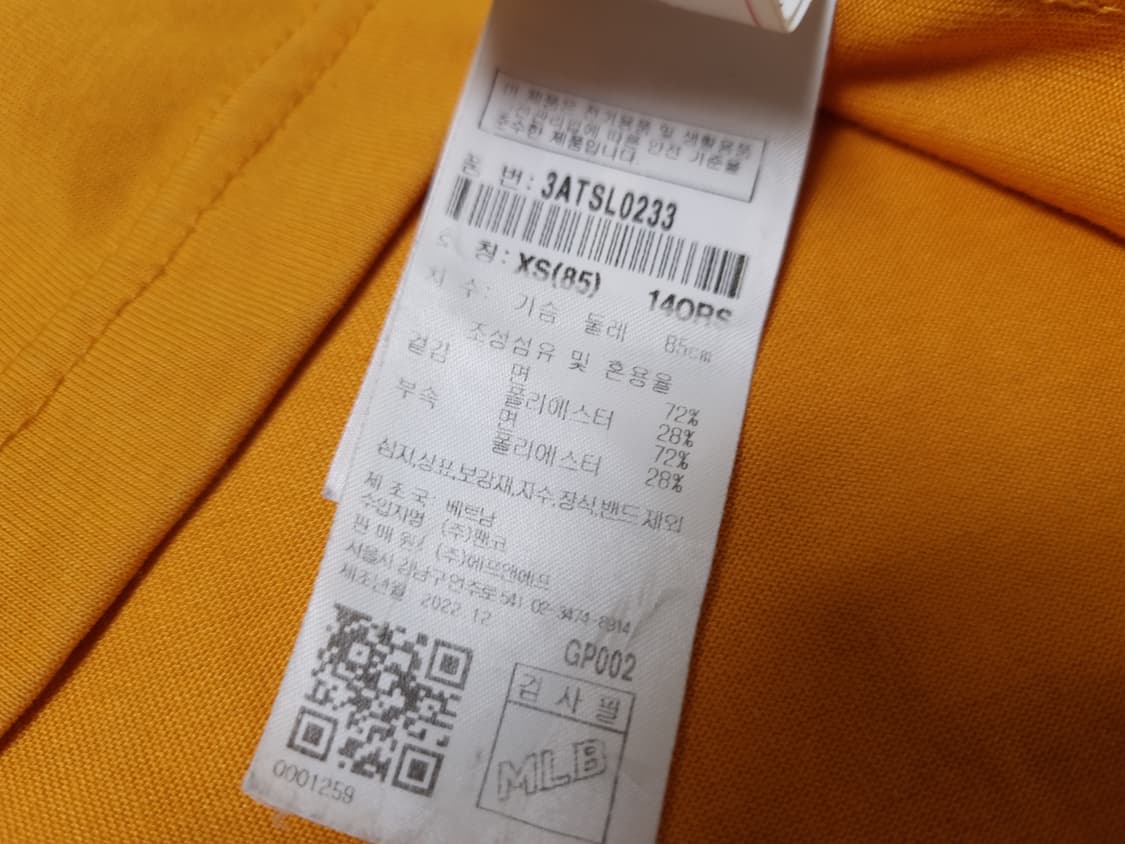 이 제품은 전기용품 및 생활용품
안전관리법에 따른 안전 기준을
준수한 제품입니다.
품 번: 3ATSL0233
호 칭: XS(85) 14ORS
치 수: 가슴 둘레 85cm
조성섬유 및 혼용율
겉감 면 72%
폴리에스터 28%
부속 면 72%
폴리에스터 28%
심지,상표,보강재,자수,장식,밴드 제외
제 조 국: 베트남
수입자명 (주)팬코
판 매 원/ (주)에프앤에프
서울시 강남구 언주로 541 02-3474-8914
제조년월 2022.12
GP002
검 사 필
MLB
0001259